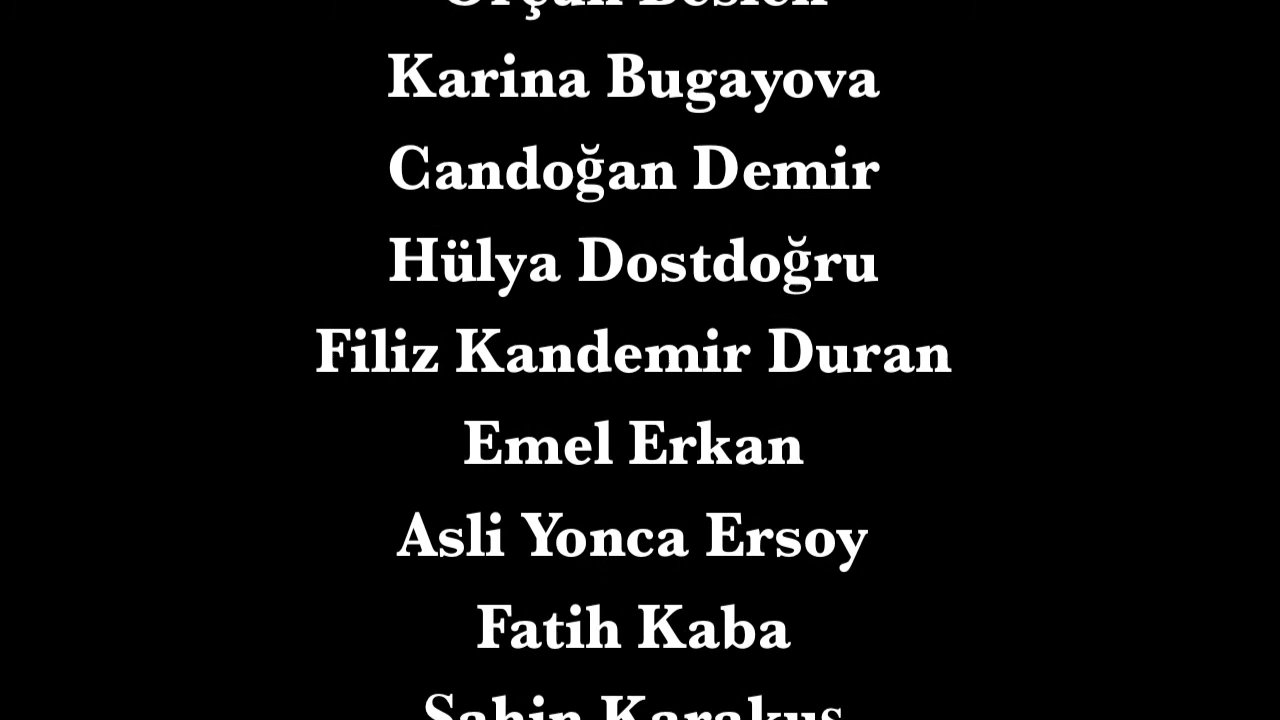 Karina Bugayova
Candoğan Demir
Hülya Dostdoğru
Filiz Kandemir Duran
Emel Erkan
Asli Yonca Ersoy
Fatih Kaba